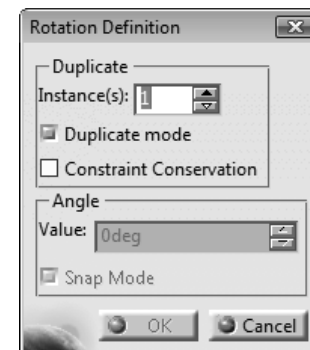 Rotation Definition
Duplicate
Instance(s): 1
Duplicate mode
Constraint Conservation
Angle
Value: 0deg
Snap Mode
OK Cancel